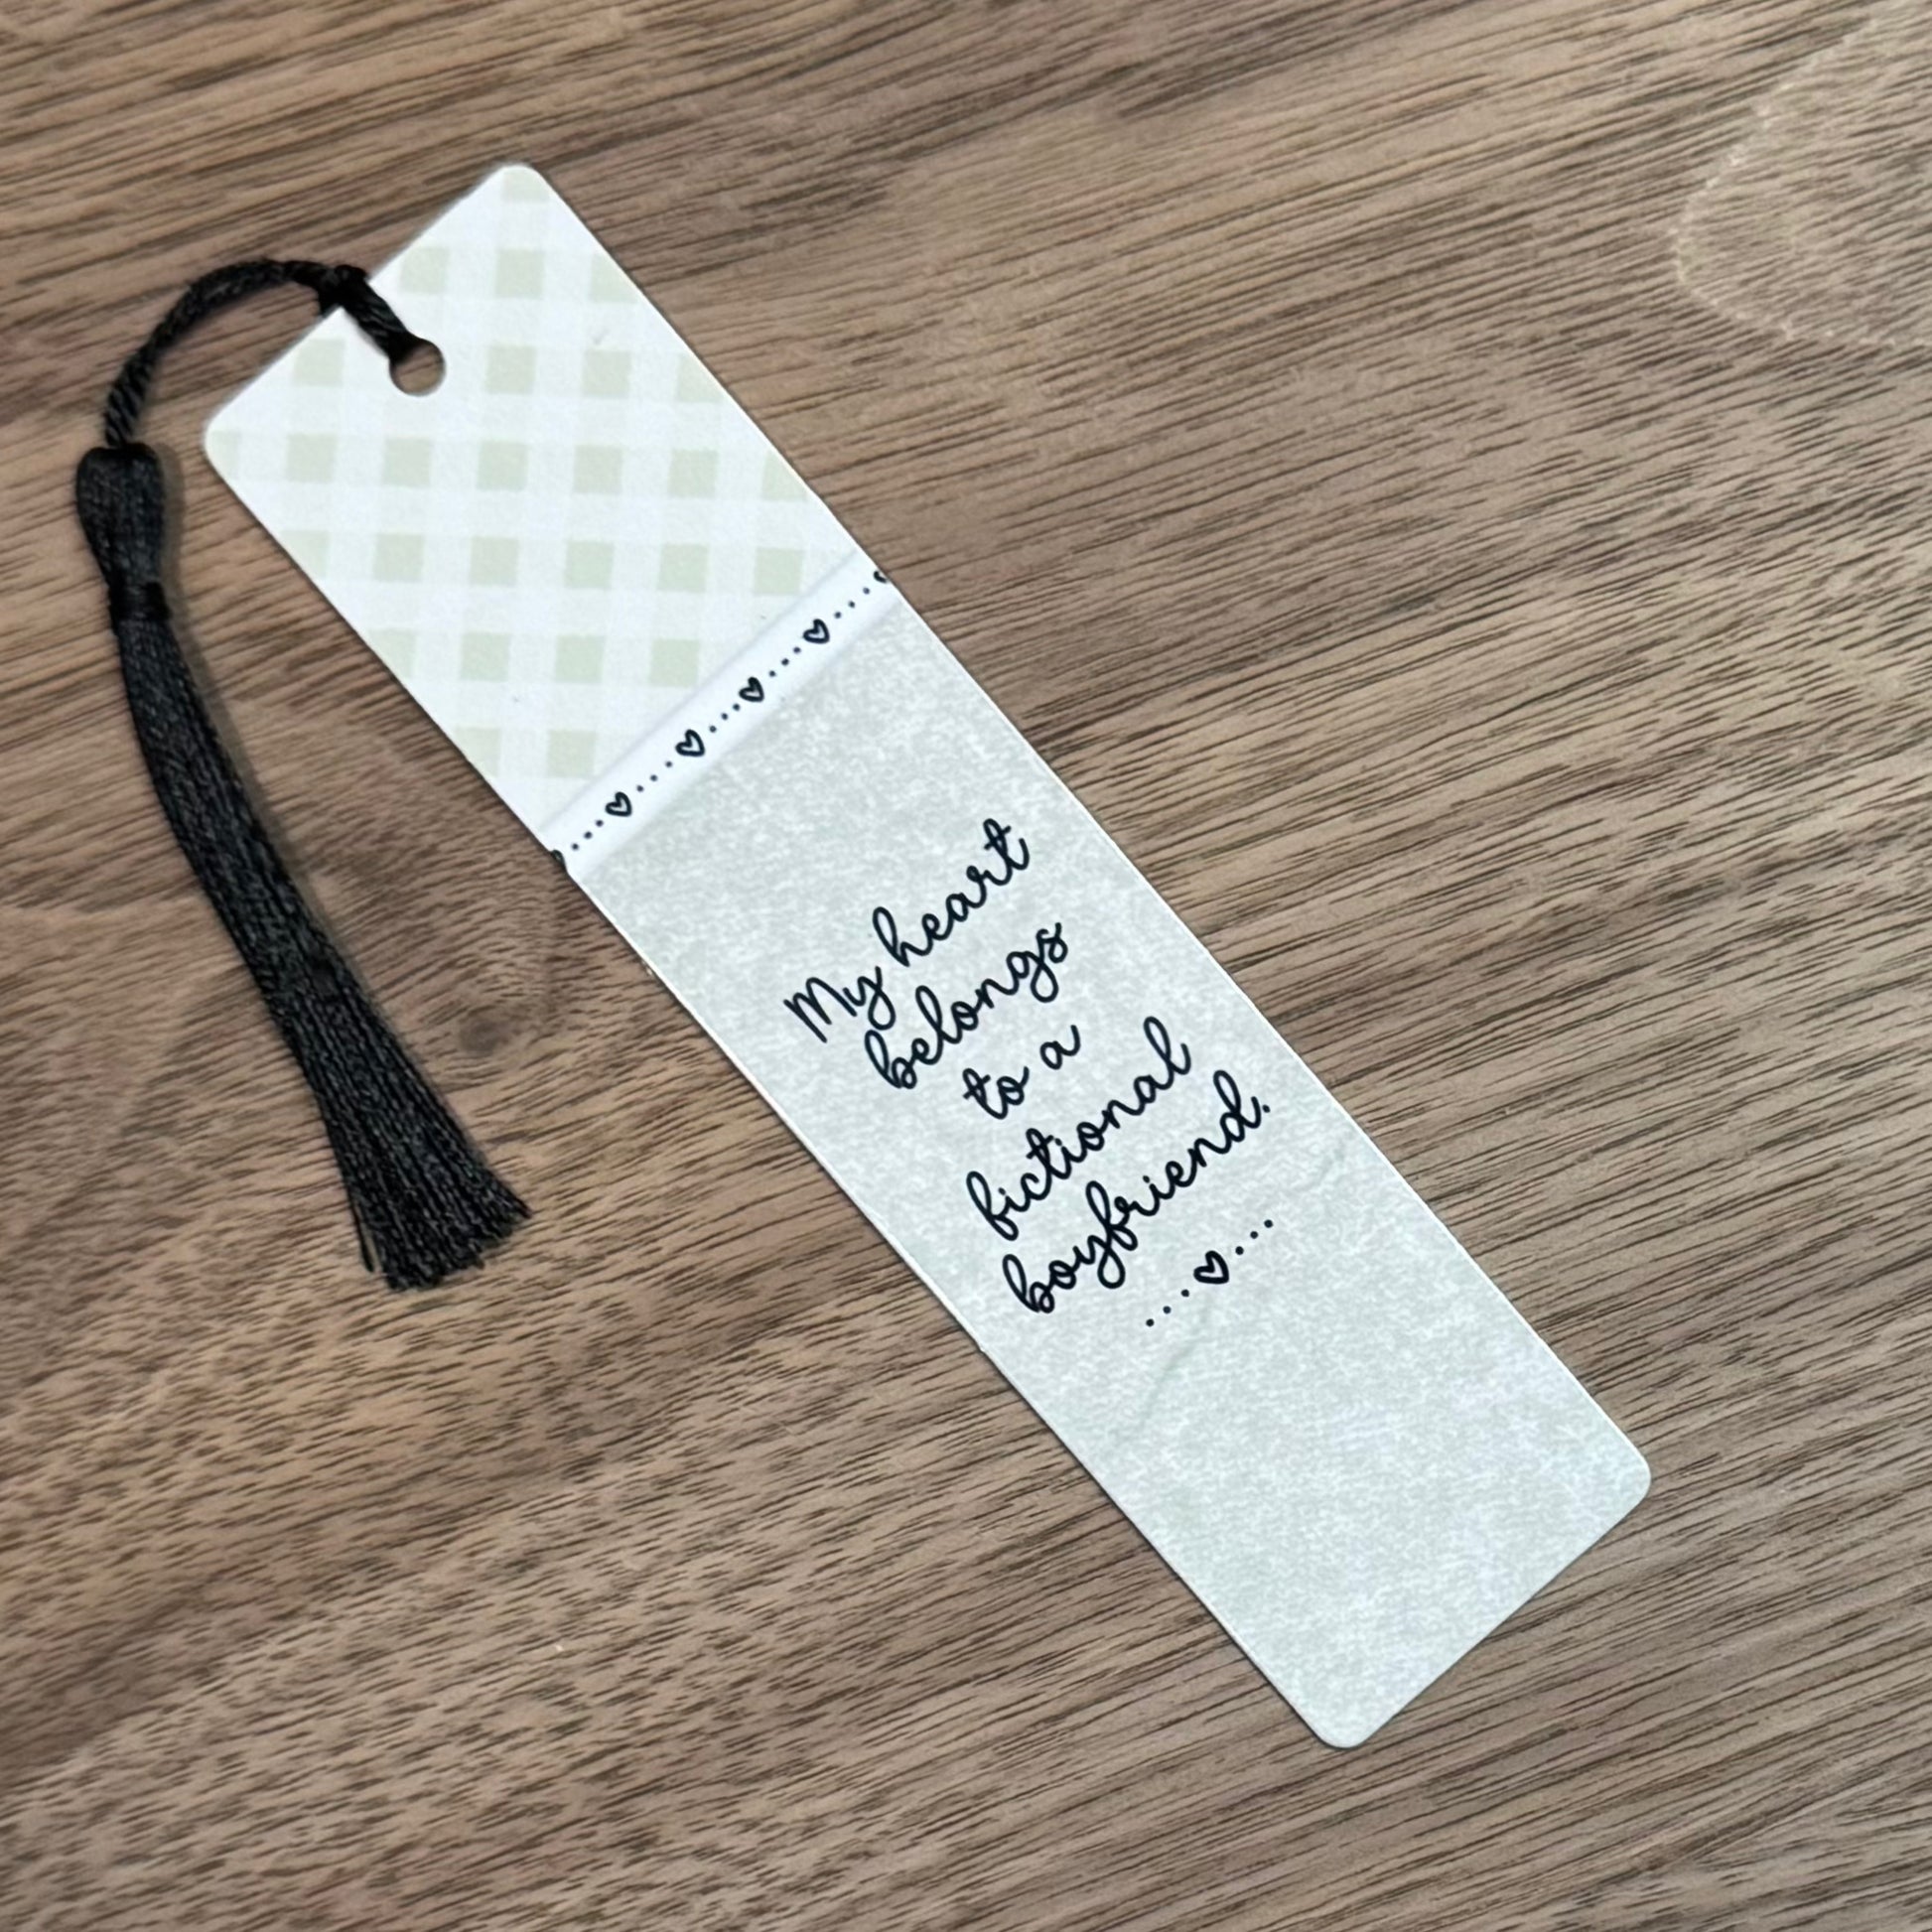 My heart
belongs
to a
fictional
boyfriend.